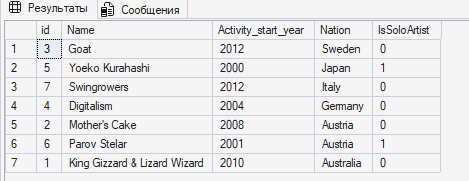 Результаты Сообщения
id Name Activity_start_year Nation IsSoloArtist
1 3 Goat 2012 Sweden 0
2 5 Yoeko Kurahashi 2000 Japan 1
3 7 Swingrowers 2012 Italy 0
4 4 Digitalism 2004 Germany 0
5 2 Mother's Cake 2008 Austria 0
6 6 Parov Stelar 2001 Austria 1
7 1 King Gizzard & Lizard Wizard 2010 Australia 0